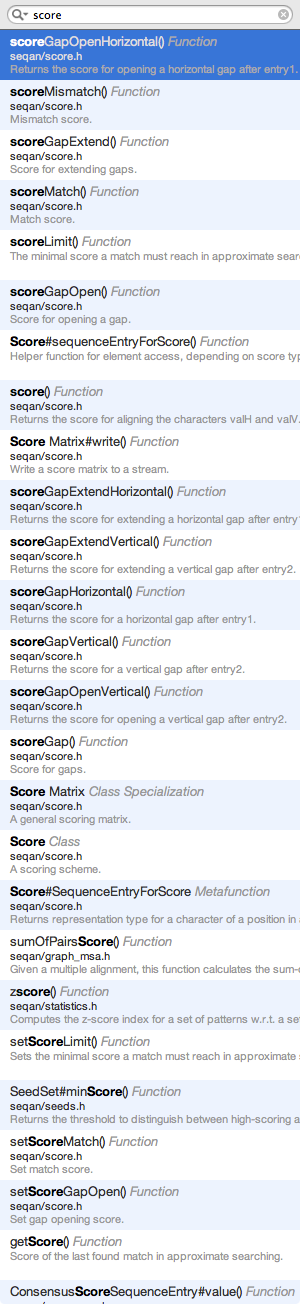 score
scoreGapOpenHorizontal() Function
seqan/score.h
Returns the score for opening a horizontal gap after entry1.
scoreMismatch() Function
seqan/score.h
Mismatch score.
scoreGapExtend() Function
seqan/score.h
Score for extending gaps.
scoreMatch() Function
seqan/score.h
Match score.
scoreLimit() Function
The minimal score a match must reach in approximate sear
scoreGapOpen() Function
seqan/score.h
Score for opening a gap.
Score#sequenceEntryForScore() Function
Helper function for element access, depending on score typ
score() Function
seqan/score.h
Returns the score for aligning the characters valH and valV.
Score Matrix#write() Function
seqan/score.h
Write a score matrix to a stream.
scoreGapExtendHorizontal() Function
seqan/score.h
Returns the score for extending a horizontal gap after entry1
scoreGapExtendVertical() Function
seqan/score.h
Returns the score for extending a vertical gap after entry2.
scoreGapHorizontal() Function
seqan/score.h
Returns the score for a horizontal gap after entry1.
scoreGapVertical() Function
seqan/score.h
Returns the score for a vertical gap after entry2.
scoreGapOpenVertical() Function
seqan/score.h
Returns the score for opening a vertical gap after entry2.
scoreGap() Function
seqan/score.h
Score for gaps.
Score Matrix Class Specialization
seqan/score.h
A general scoring matrix.
Score Class
seqan/score.h
A scoring scheme.
Score#SequenceEntryForScore Metafunction
seqan/score.h
Returns representation type for a character of a position in
sumOfPairsScore() Function
seqan/graph_msa.h
Given a multiple alignment, this function calculates the sum-
zscore() Function
seqan/statistics.h
Computes the z-score index for a set of patterns w.r.t. a set
setScoreLimit() Function
Sets the minimal score a match must reach in approximate
SeedSet#minScore() Function
seqan/seeds.h
Returns the threshold to distinguish between high-scoring a
setScoreMatch() Function
seqan/score.h
Set match score.
setScoreGapOpen() Function
seqan/score.h
Set gap opening score.
getScore() Function
Score of the last found match in approximate searching.
ConsensusScoreSequenceEntry#value() Function